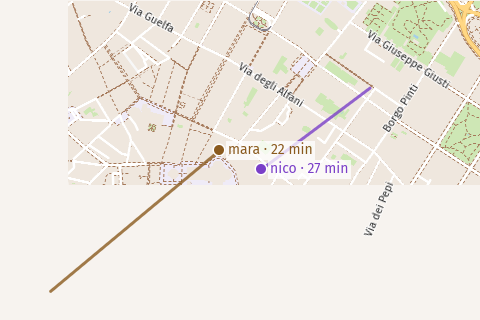 Via Guelfa
Via Giuseppe Giusti
Via degli Alfani
Borgo Pinti
mara · 22 min
nico · 27 min
Via dei Pepi